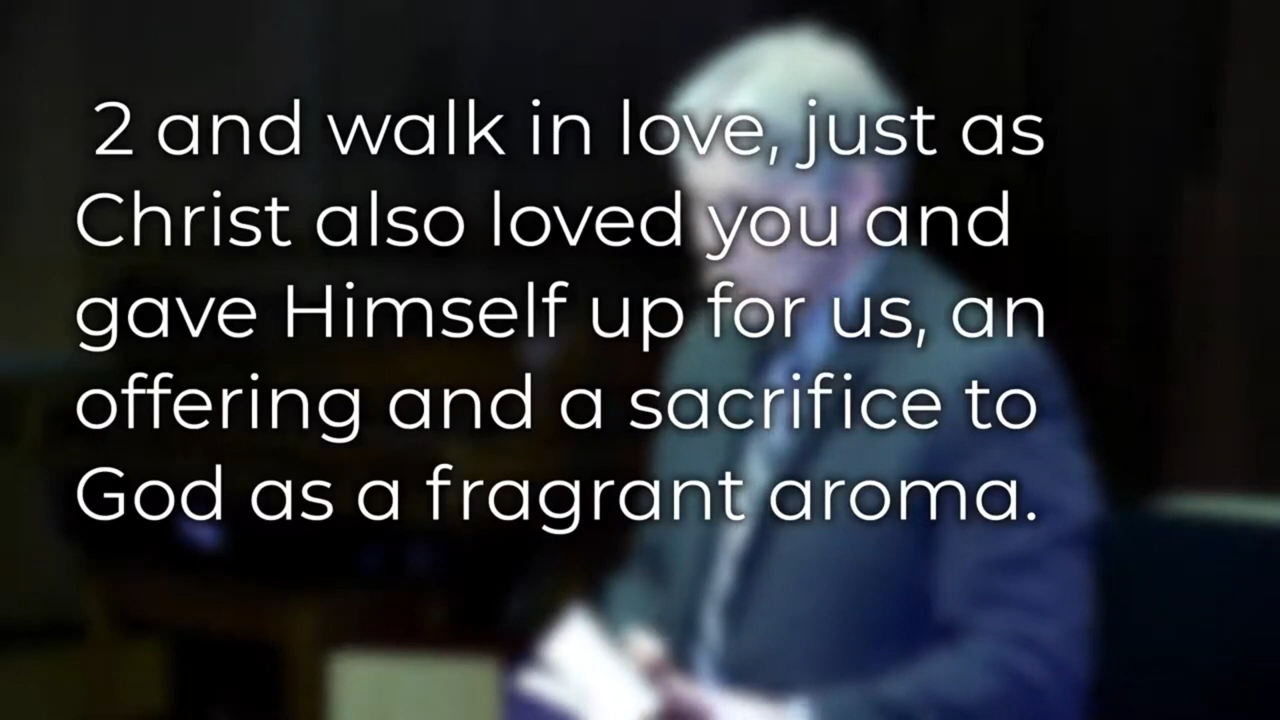 2 and walk in love, just as
Christ also loved you and
gave Himself up for us, an
offering and a sacrifice to
God as a fragrant aroma.